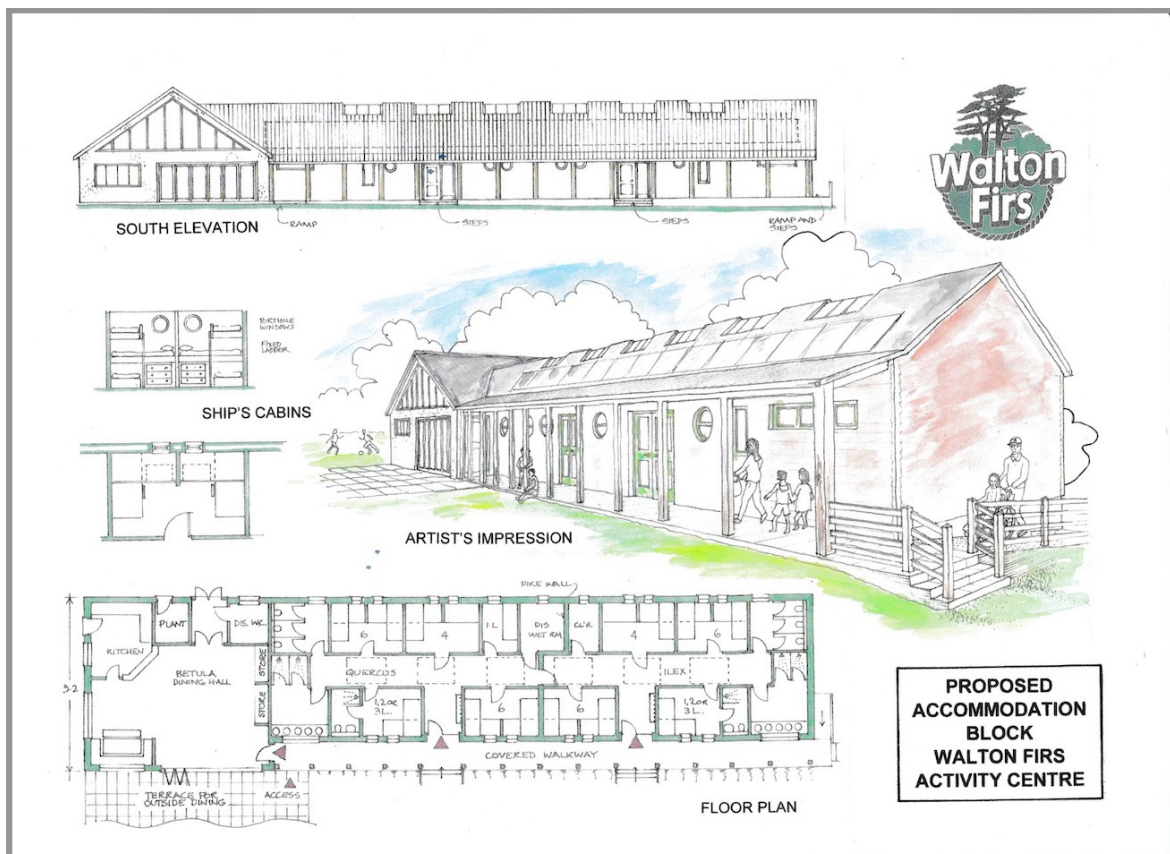 Walton
Firs
SOUTH ELEVATION
RAMP
STEPS
STEPS
RAMP AND
STEPS
PORTHOLE
WINDOWS
FIXED
LADDER
SHIP'S CABINS
ARTIST'S IMPRESSION
FIRE WALL
KITCHEN
PLANT
DIS. WC.
6
4
1 L
DIS
WET RM
CL'R
4
6
BETULA
DINING HALL
STORE
STORE
QUERCUS
ILEX
1,2 OR
3 L.
6
6
1,2 OR
3 L.
9.2
COVERED WALKWAY
TERRACE FOR
OUTSIDE DINING
ACCESS
FLOOR PLAN
PROPOSED
ACCOMMODATION
BLOCK
WALTON FIRS
ACTIVITY CENTRE